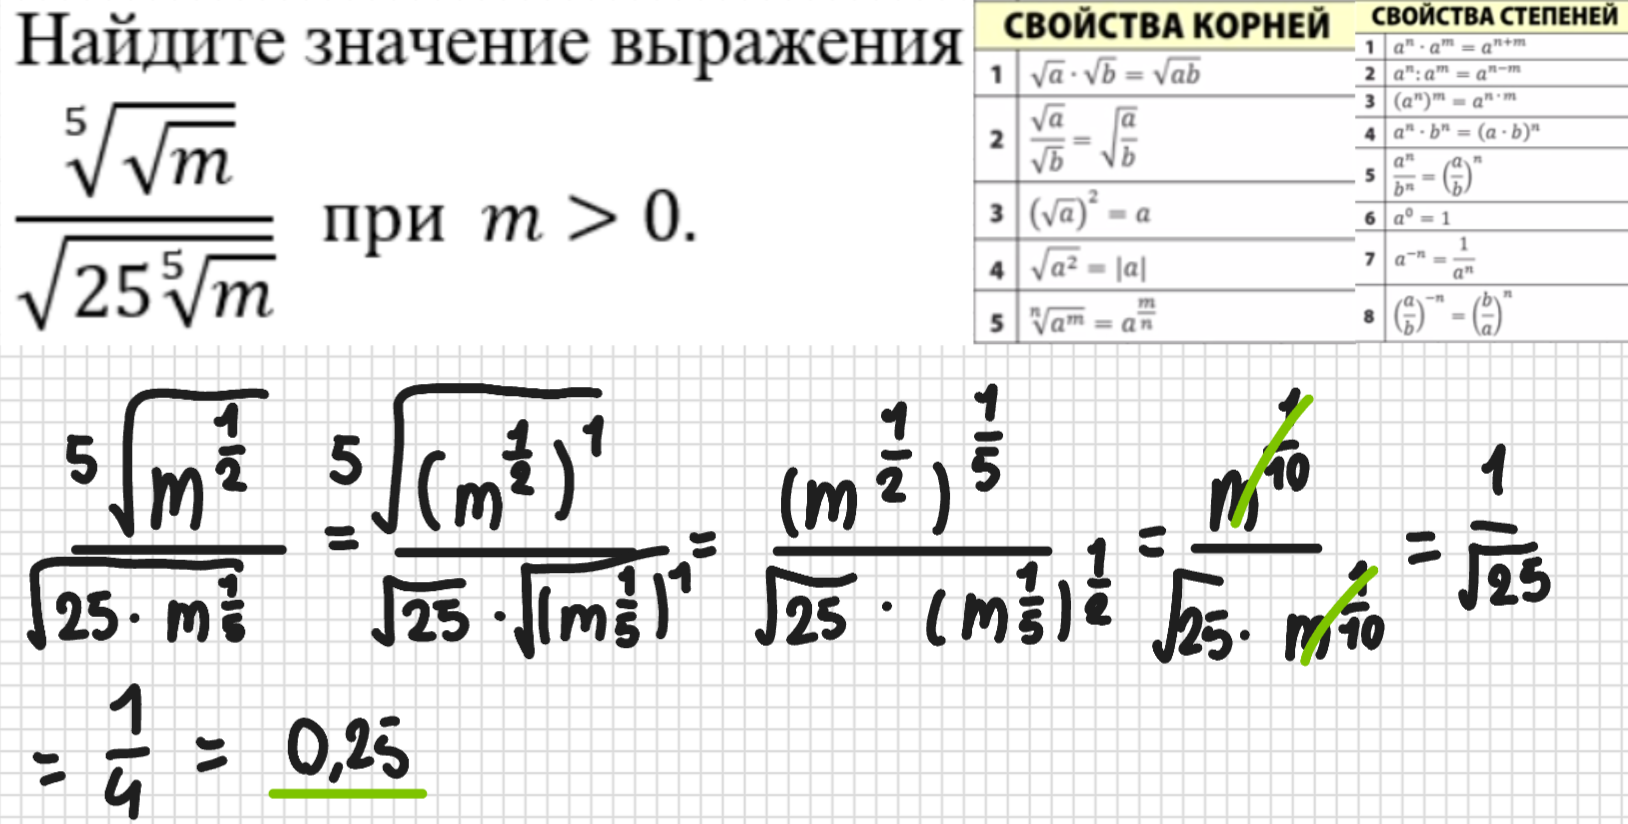 Найдите значение выражения
$\frac{\sqrt[5]{\sqrt{m}}}{\sqrt{25\sqrt[5]{m}}}$ при $m > 0.$
СВОЙСТВА КОРНЕЙ
1 $\sqrt{a} \cdot \sqrt{b} = \sqrt{ab}$
2 $\frac{\sqrt{a}}{\sqrt{b}} = \sqrt{\frac{a}{b}}$
3 $(\sqrt{a})^2 = a$
4 $\sqrt{a^2} = |a|$
5 $\sqrt[n]{a^m} = a^{\frac{m}{n}}$
СВОЙСТВА СТЕПЕНЕЙ
1 $a^n \cdot a^m = a^{n+m}$
2 $a^n : a^m = a^{n-m}$
3 $(a^n)^m = a^{n \cdot m}$
4 $a^n \cdot b^n = (a \cdot b)^n$
5 $\frac{a^n}{b^n} = \left(\frac{a}{b}\right)^n$
6 $a^0 = 1$
7 $a^{-n} = \frac{1}{a^n}$
8 $\left(\frac{a}{b}\right)^{-n} = \left(\frac{b}{a}\right)^n$
$\frac{\sqrt[5]{m^{\frac{1}{2}}}}{\sqrt{25 \cdot m^{\frac{1}{5}}}} = \frac{\sqrt[5]{(m^{\frac{1}{2}})^1}}{\sqrt{25} \cdot \sqrt{(m^{\frac{1}{5}})^1}} = \frac{(m^{\frac{1}{2}})^{\frac{1}{5}}}{\sqrt{25} \cdot (m^{\frac{1}{5}})^{\frac{1}{2}}} = \frac{m^{\frac{1}{10}}}{\sqrt{25} \cdot m^{\frac{1}{10}}} = \frac{1}{\sqrt{25}}$
$= \frac{1}{4} = 0,25$